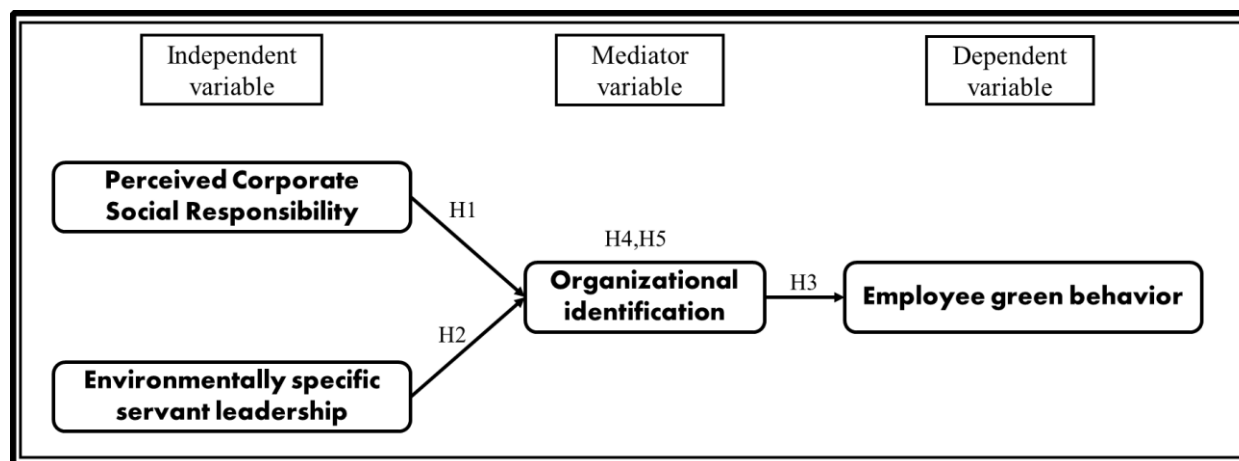 Independent
variable
Mediator
variable
Dependent
variable
Perceived Corporate
Social Responsibility
H1
H4,H5
Organizational
identification
H3
Employee green behavior
H2
Environmentally specific
servant leadership